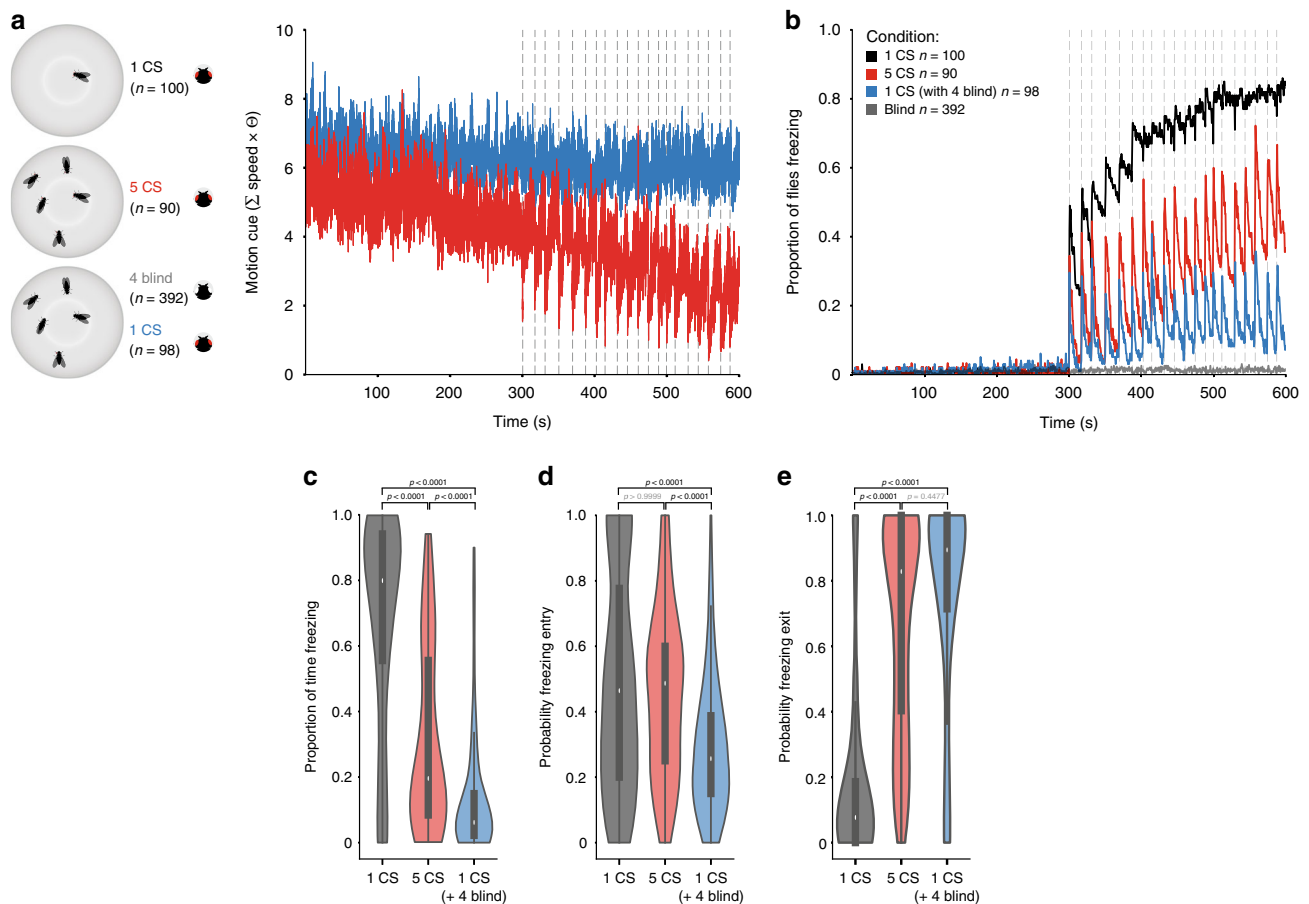 a
1 CS
(n = 100)
5 CS
(n = 90)
4 blind
(n = 392)
1 CS
(n = 98)
Motion cue (∑ speed × Θ)
10
8
6
4
2
0
100
200
300
400
500
600
Time (s)
b
Proportion of flies freezing
1.0
0.8
0.6
0.4
0.2
0
Condition:
1 CS n = 100
5 CS n = 90
1 CS (with 4 blind) n = 98
Blind n = 392
100
200
300
400
500
600
Time (s)
c
p < 0.0001
p < 0.0001 p < 0.0001
Proportion of time freezing
1.0
0.8
0.6
0.4
0.2
0
1 CS 5 CS 1 CS
(+ 4 blind)
d
p < 0.0001
p > 0.9999 p < 0.0001
Probability freezing entry
1.0
0.8
0.6
0.4
0.2
0
1 CS 5 CS 1 CS
(+ 4 blind)
e
p < 0.0001
p < 0.0001 p = 0.4477
Probability freezing exit
1.0
0.8
0.6
0.4
0.2
0
1 CS 5 CS 1 CS
(+ 4 blind)